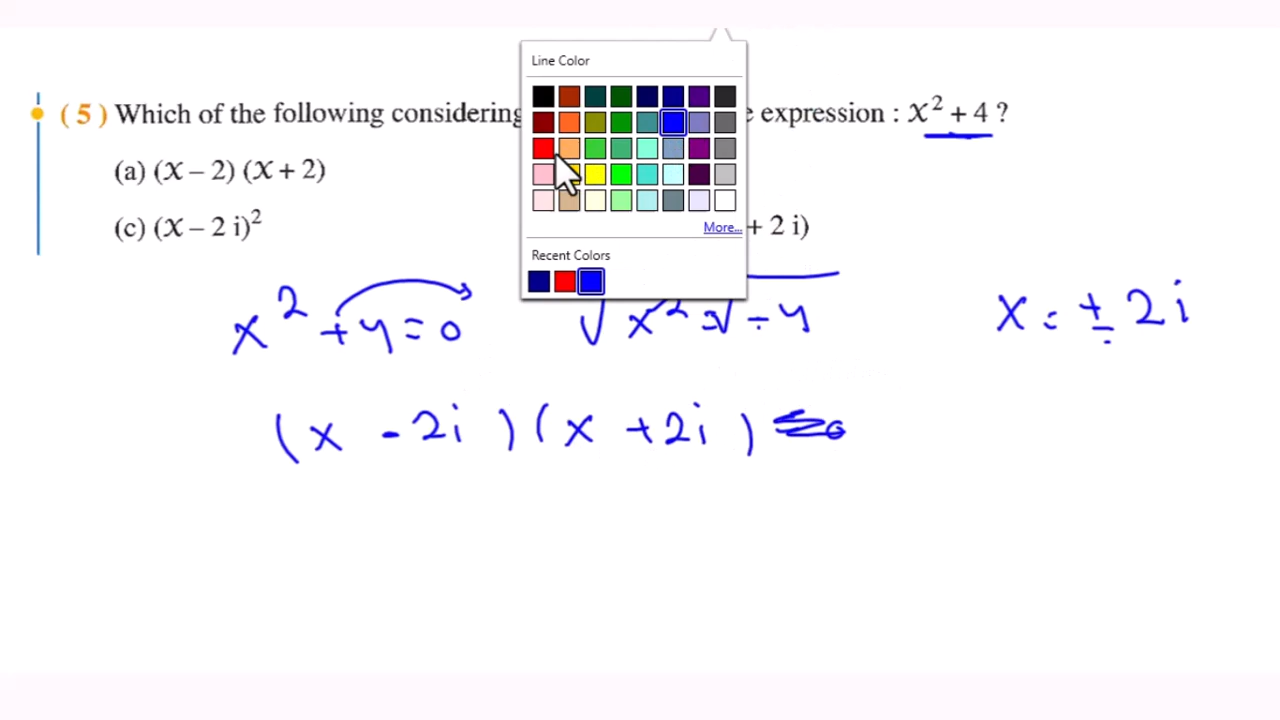 Line Color
( 5 ) Which of the following considering e expression : x² + 4 ?
(a) (x – 2) (x + 2)
(c) (x – 2 i)² + 2 i)
More...
Recent Colors
x² + 4 = 0 √x² = √-4 x = ± 2i
(x - 2i ) (x + 2i )